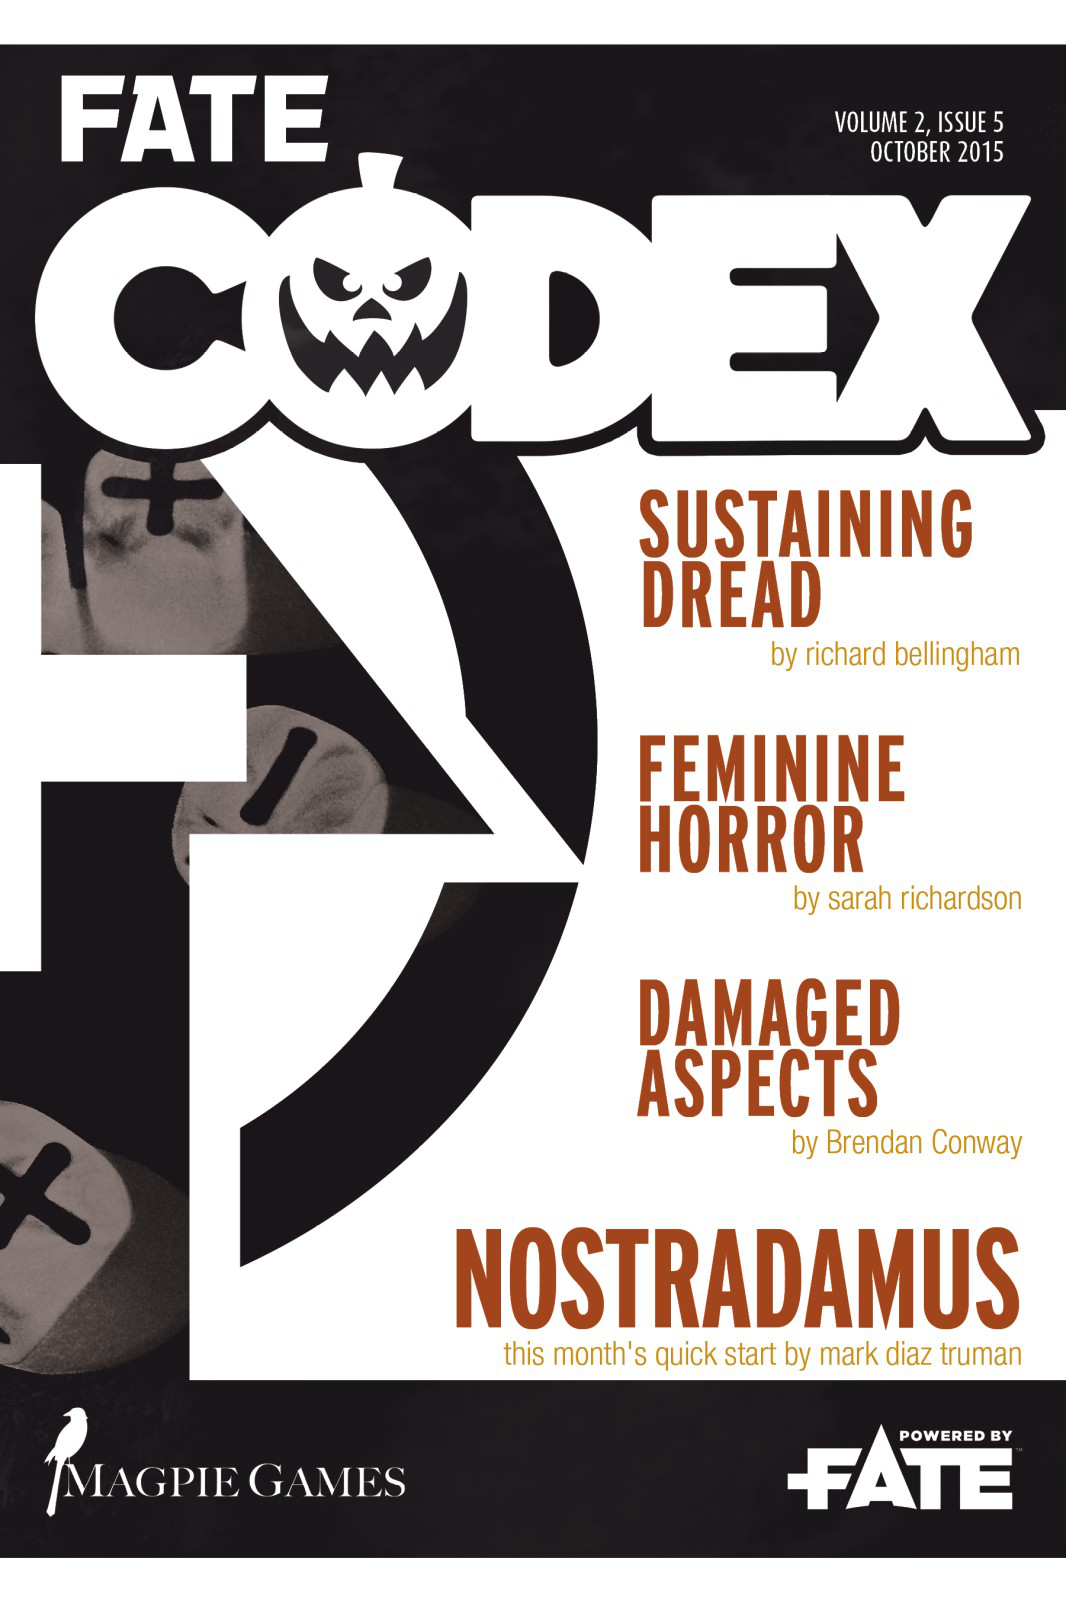 FATE
VOLUME 2, ISSUE 5
OCTOBER 2015
CODEX
SUSTAINING
DREAD
by richard bellingham
FEMININE
HORROR
by sarah richardson
DAMAGED
ASPECTS
by Brendan Conway
NOSTRADAMUS
this month's quick start by mark diaz truman
MAGPIE GAMES
POWERED BY
FATE™